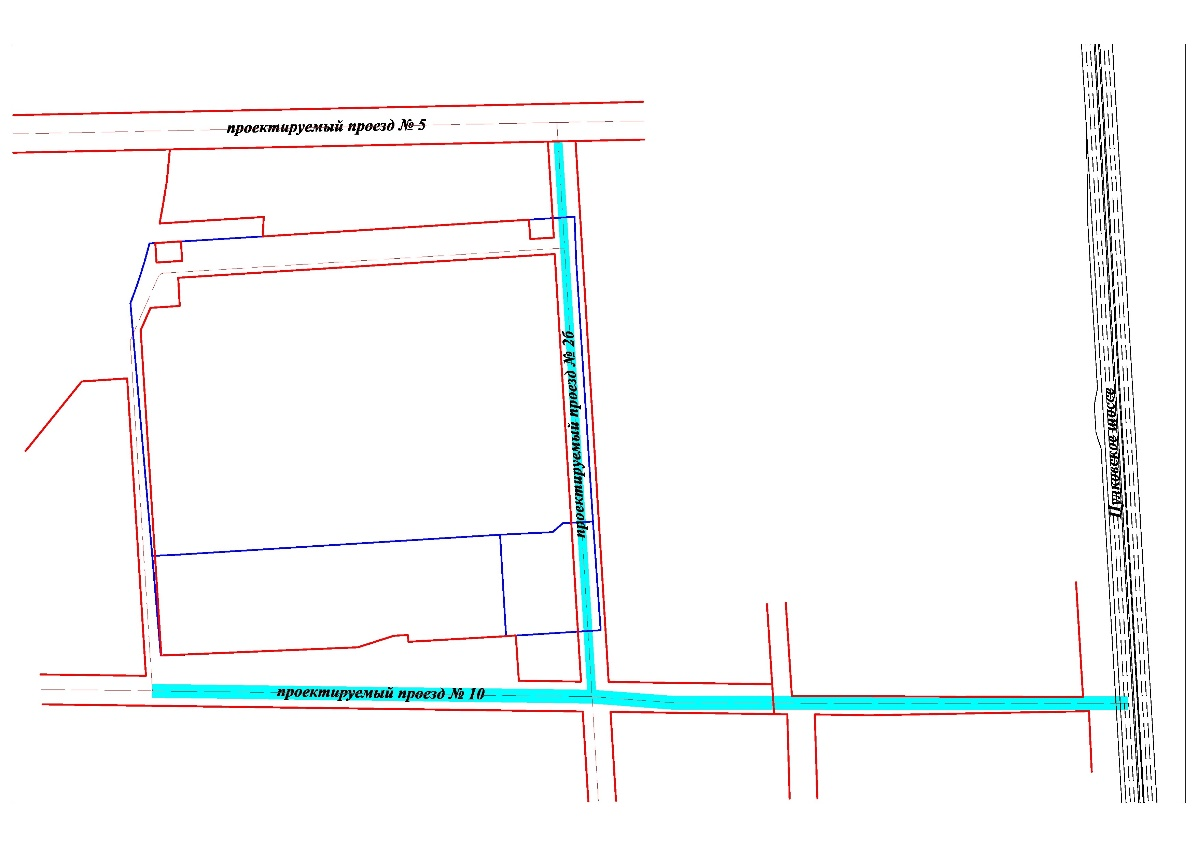 проектируемый проезд № 5
проектируемый проезд № 26
Пулковское шоссе
проектируемый проезд № 10